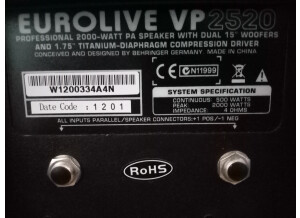 EUROLIVE VP2520
PROFESSIONAL 2000-WATT PA SPEAKER WITH DUAL 15" WOOFERS
AND 1.75" TITANIUM-DIAPHRAGM COMPRESSION DRIVER
CONCEIVED AND DESIGNED BY BEHRINGER GERMANY. MADE IN CHINA.
W1200334A4N
Date Code : 1201
CE
N11999
SYSTEM SPECIFICATION
CONTINUOUS: 500 WATTS
PEAK: 2000 WATTS
IMPEDANCE: 4 OHMS
ALL INPUTS PARALLEL/SPEAKER CONNECTORS:+1 POS/-1 NEG
RoHS